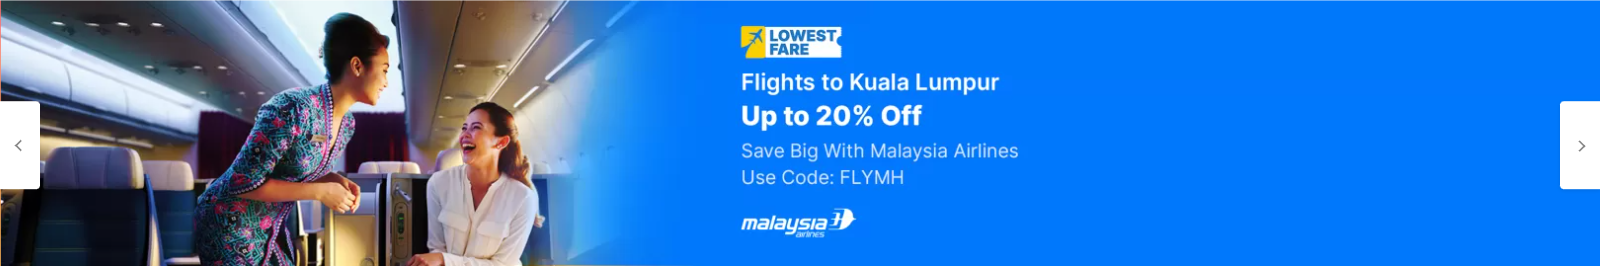 LOWEST
FARE
Flights to Kuala Lumpur
Up to 20% Off
Save Big With Malaysia Airlines
Use Code: FLYMH
malaysia
airlines